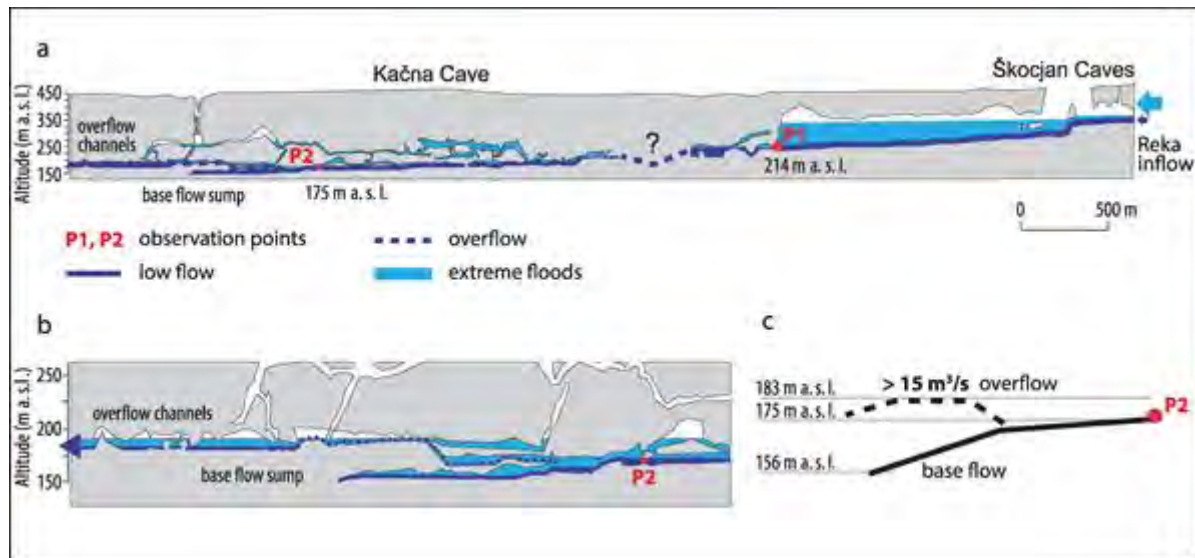 a
Kačna Cave
Škocjan Caves
Altitude (m a. s. l.)
450
350
250
150
overflow
channels
P2
?
P1
214 m a. s. l.
Reka
inflow
base flow sump
175 m a. s. l.
0 500 m
P1, P2 observation points
overflow
low flow
extreme floods
b
Altitude (m a. s.l.)
250
200
150
overflow channels
base flow sump
P2
c
183 m a. s. l.
> 15 m³/s overflow
175 m a. s. l.
P2
156 m a. s. l.
base flow